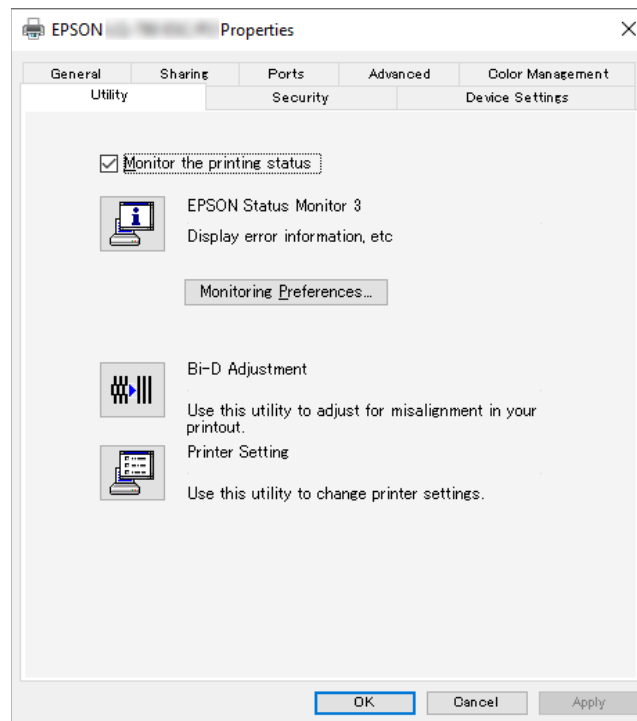 EPSON Properties
General Sharing Ports Advanced Color Management
Utility Security Device Settings
Monitor the printing status
EPSON Status Monitor 3
Display error information, etc
Monitoring Preferences...
Bi-D Adjustment
Use this utility to adjust for misalignment in your
printout.
Printer Setting
Use this utility to change printer settings.
OK Cancel Apply